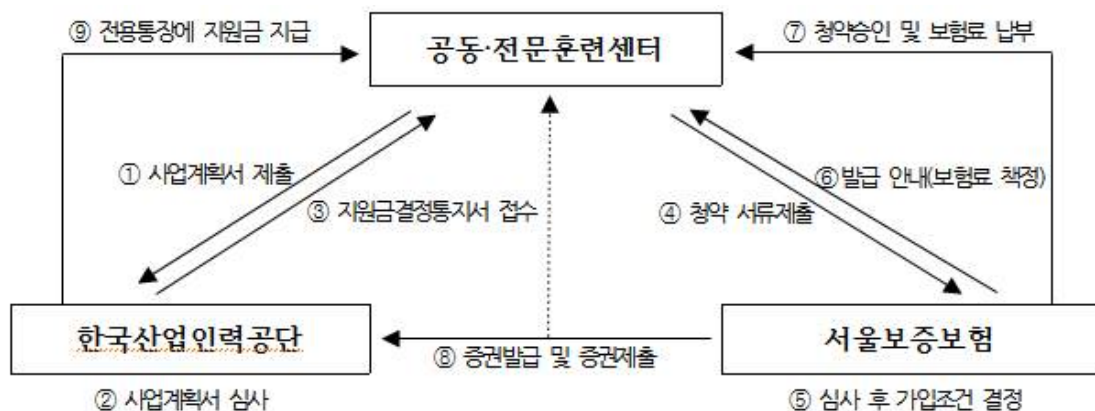 ⑨ 전용통장에 지원금 지급
공동·전문훈련센터
⑦ 청약승인 및 보험료 납부
① 사업계획서 제출
⑥발급 안내(보험료 책정)
③ 지원금결정통지서 접수
④ 청약 서류제출
한국산업인력공단
서울보증보험
⑧ 증권발급 및 증권제출
② 사업계획서 심사
⑤ 심사 후 가입조건 결정